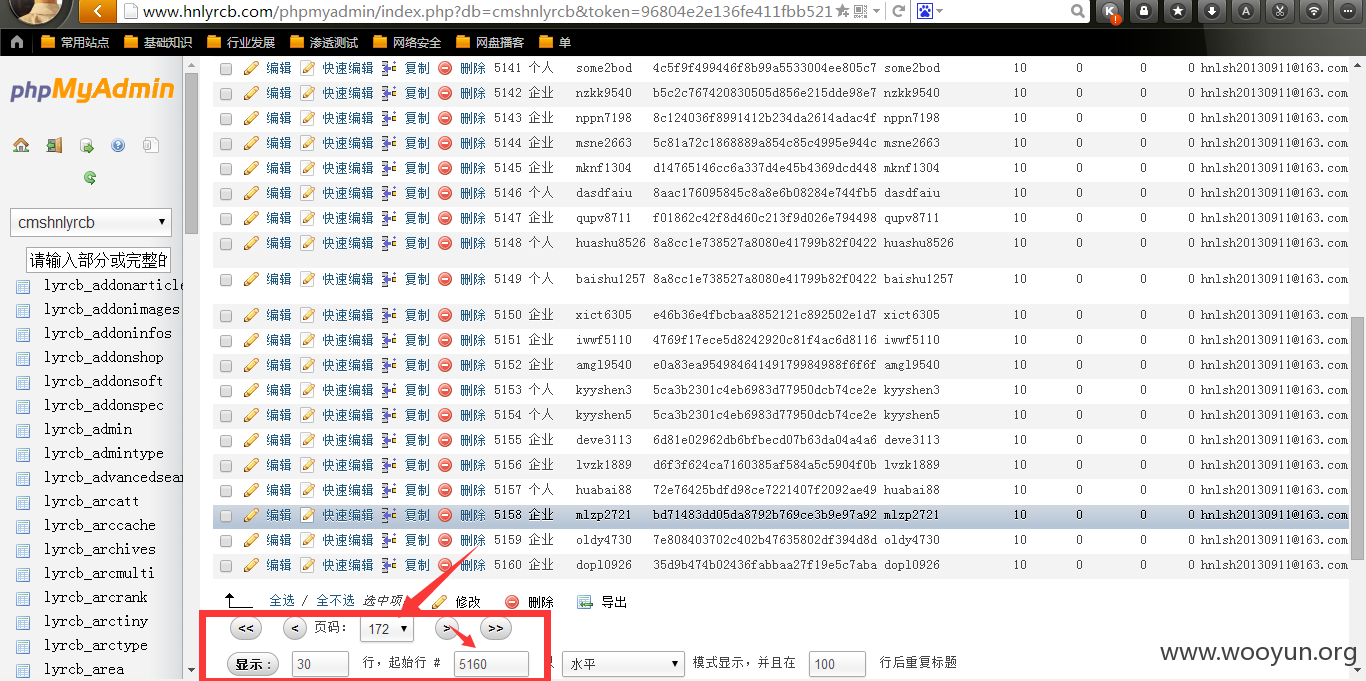 www.hnlyrcb.com/phpmyadmin/index.php?db=cmshnlyrcb&token=96804e2e136fe411fbb521
常用站点 基础知识 行业发展 渗透测试 网络安全 网盘播客 单
phpMyAdmin
cmshnlyrcb
请输入部分或完整的
lyrcb_addonarticle
lyrcb_addonimages
lyrcb_addoninfos
lyrcb_addonshop
lyrcb_addonsoft
lyrcb_addonspec
lyrcb_admin
lyrcb_admintype
lyrcb_advancedsear
lyrcb_arcatt
lyrcb_arccache
lyrcb_archives
lyrcb_arcmulti
lyrcb_arcrank
lyrcb_arctiny
lyrcb_arctype
lyrcb_area
编辑 快速编辑 复制 删除 5141 个人 some2bod 4c5f9f499446f8b99a5533004ee805c7 some2bod 10 0 0 0 hnlsh20130911@163.com
编辑 快速编辑 复制 删除 5142 企业 nzkk9540 b5c2c767420830505d856e215dde98e7 nzkk9540 10 0 0 0 hnlsh20130911@163.com
编辑 快速编辑 复制 删除 5143 企业 nppn7198 8c124036f8991412b234da2614adac4f nppn7198 10 0 0 0 hnlsh20130911@163.com
编辑 快速编辑 复制 删除 5144 企业 msne2663 5c81a72c1868889a854c85c4995e944c msne2663 10 0 0 0 hnlsh20130911@163.com
编辑 快速编辑 复制 删除 5145 企业 mknf1304 d14765146cc6a337d4e45b4369dcd448 mknf1304 10 0 0 0 hnlsh20130911@163.com
编辑 快速编辑 复制 删除 5146 个人 dasdfaiu 8aac176095845c8a8e6b08284e744fb5 dasdfaiu 10 0 0 0 hnlsh20130911@163.com
编辑 快速编辑 复制 删除 5147 企业 qupv8711 f01862c42f8d460c213f9d026e794498 qupv8711 10 0 0 0 hnlsh20130911@163.com
编辑 快速编辑 复制 删除 5148 个人 huashu8526 8a8cc1e738527a8080e41799b82f0422 huashu8526 10 0 0 0 hnlsh20130911@163.com
编辑 快速编辑 复制 删除 5149 个人 baishu1257 8a8cc1e738527a8080e41799b82f0422 baishu1257 10 0 0 0 hnlsh20130911@163.com
编辑 快速编辑 复制 删除 5150 企业 xict6305 e46b36e4fbcbaa8852121c892502e1d7 xict6305 10 0 0 0 hnlsh20130911@163.com
编辑 快速编辑 复制 删除 5151 企业 iwwf5110 4769f17ece5d8242920c81f4ac6d8116 iwwf5110 10 0 0 0 hnlsh20130911@163.com
编辑 快速编辑 复制 删除 5152 企业 amgl9540 e0a83ea95498464149179984988f6f6f amgl9540 10 0 0 0 hnlsh20130911@163.com
编辑 快速编辑 复制 删除 5153 个人 kyyshen3 5ca3b2301c4eb6983d77950dcb74ce2e kyyshen3 10 0 0 0 hnlsh20130911@163.com
编辑 快速编辑 复制 删除 5154 个人 kyyshen5 5ca3b2301c4eb6983d77950dcb74ce2e kyyshen5 10 0 0 0 hnlsh20130911@163.com
编辑 快速编辑 复制 删除 5155 企业 deve3113 6d81e02962db6bfbecd07b63da04a4a6 deve3113 10 0 0 0 hnlsh20130911@163.com
编辑 快速编辑 复制 删除 5156 企业 lvzk1889 d6f3f624ca7160385af584a5c5904f0b lvzk1889 10 0 0 0 hnlsh20130911@163.com
编辑 快速编辑 复制 删除 5157 个人 huabai88 72e76425bdfd98ce7221407f2092ae49 huabai88 10 0 0 0 hnlsh20130911@163.com
编辑 快速编辑 复制 删除 5158 企业 mlzp2721 bd71483dd05da8792b769ce3b9e97a92 mlzp2721 10 0 0 0 hnlsh20130911@163.com
编辑 快速编辑 复制 删除 5159 企业 oldy4730 7e808403702c402b47635802df394d8d oldy4730 10 0 0 0 hnlsh20130911@163.com
编辑 快速编辑 复制 删除 5160 企业 dopl0926 35d9b474b02436fabbaa27f19e5c7aba dopl0926 10 0 0 0 hnlsh20130911@163.com
全选 / 全不选 选中项 修改 删除 导出
<< < 页码： 172 > >>
显示： 30 行，起始行 # 5160 水平 模式显示，并且在 100 行后重复标题
www.wooyun.org